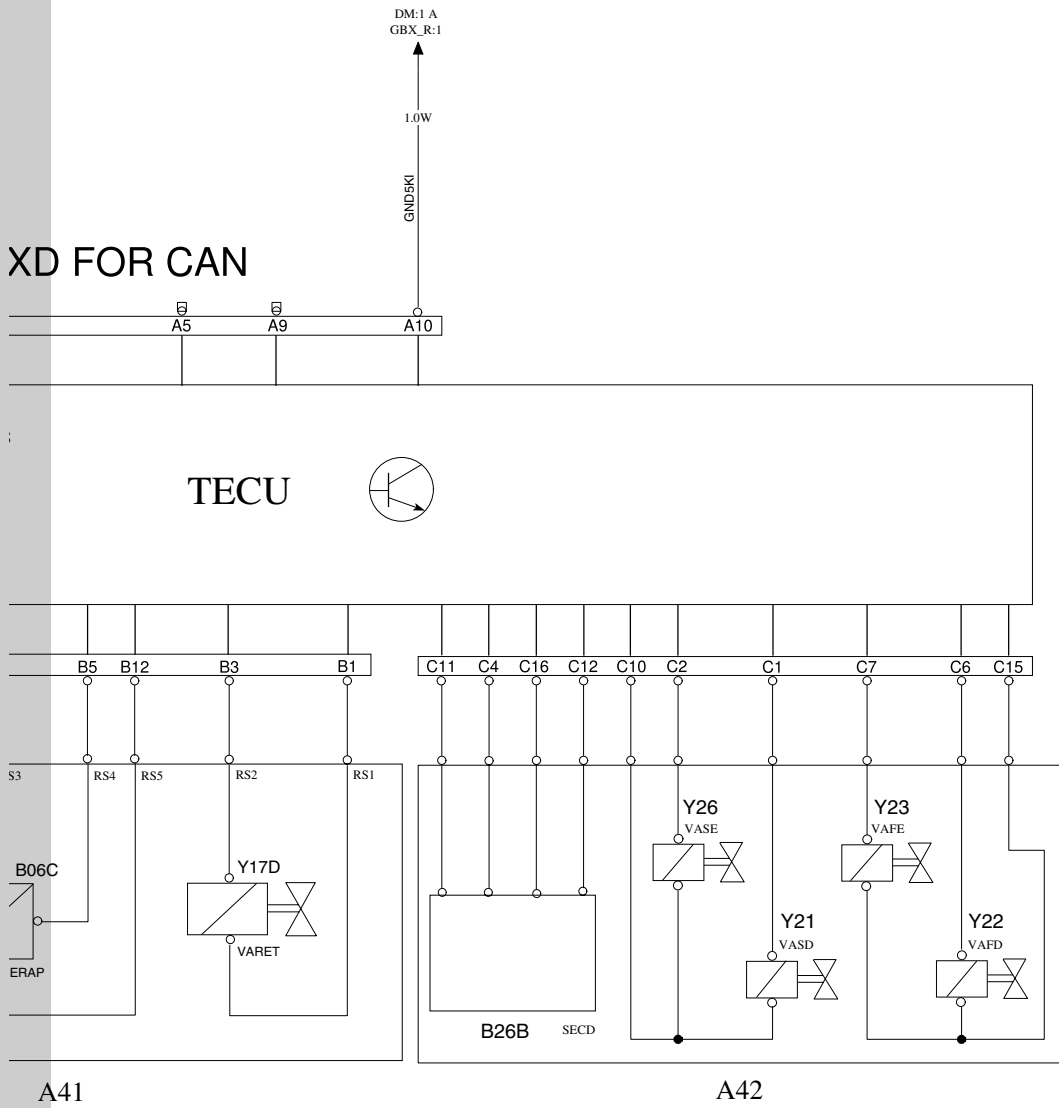 DM:1 A
GBX_R:1
1.0W
GND5KI
XD FOR CAN
A5 A9 A10
TECU
B5 B12 B3 B1 C11 C4 C16 C12 C10 C2 C1 C7 C6 C15
S3 RS4 RS5 RS2 RS1
Y26 Y23
VASE VAFE
B06C Y17D
Y21 Y22
VASD VAFD
VARET
ERAP
B26B SECD
A41 A42